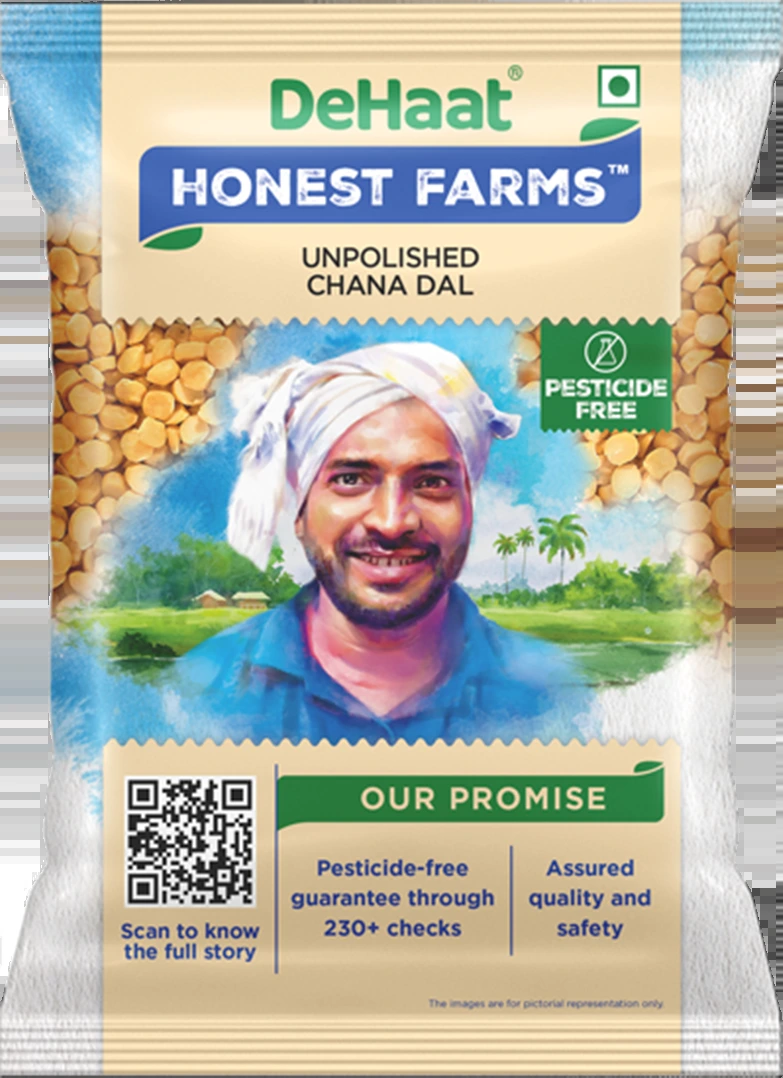 DeHaat®
HONEST FARMS™
UNPOLISHED
CHANA DAL
PESTICIDE
FREE
OUR PROMISE
Pesticide-free
guarantee through
230+ checks
Assured
quality and
safety
Scan to know
the full story
The images are for pictorial representation only.